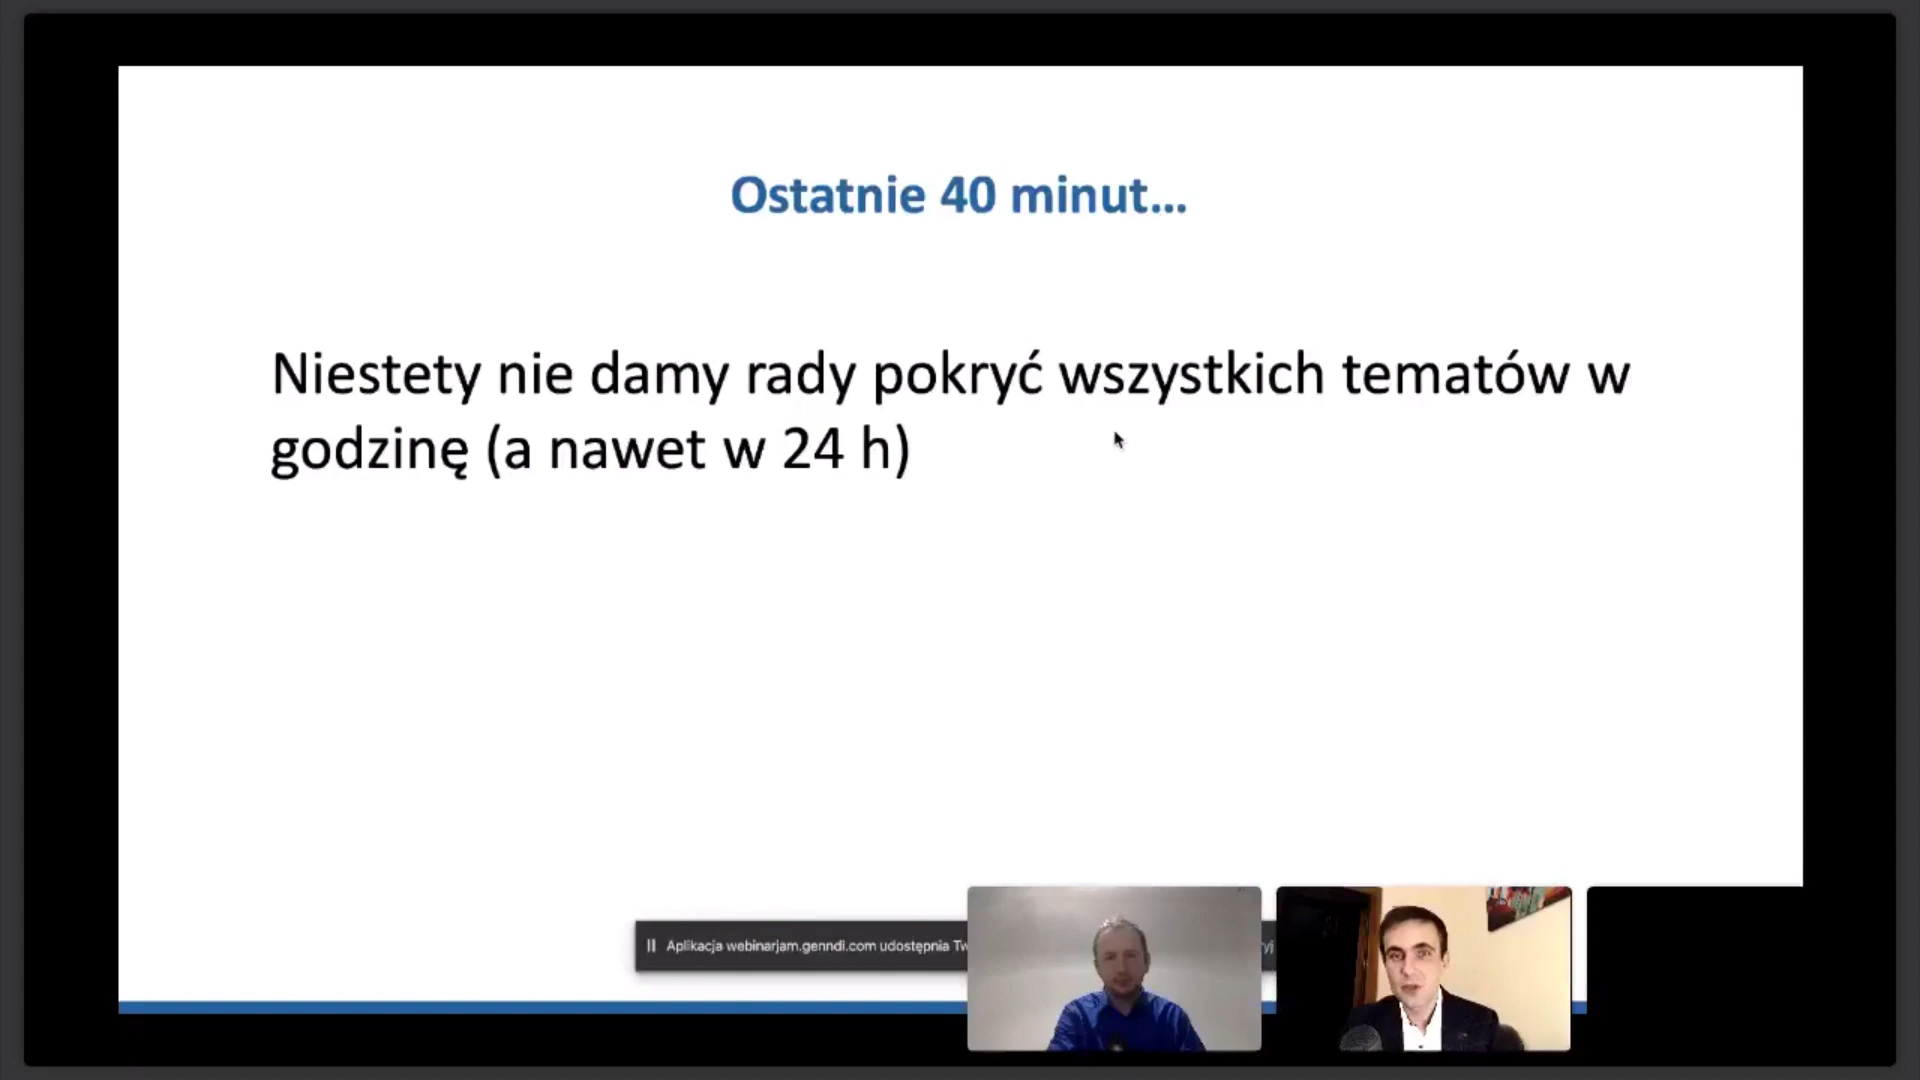 Ostatnie 40 minut...
Niestety nie damy rady pokryć wszystkich tematów w
godzinę (a nawet w 24 h)
Aplikacja webinarjam.genndi.com udostępnia